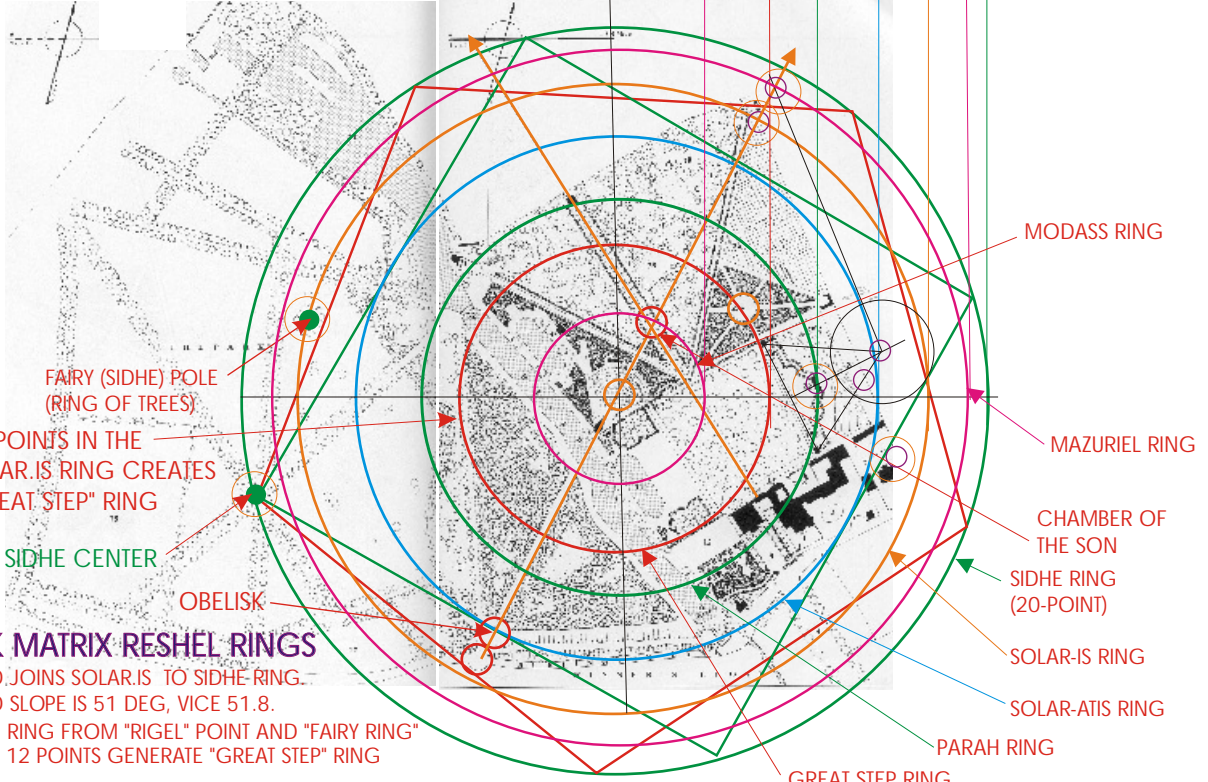 MODASS RING
FAIRY (SIDHE) POLE
(RING OF TREES)
POINTS IN THE
AR.IS RING CREATES
EAT STEP" RING
MAZURIEL RING
CHAMBER OF
THE SON
SIDHE CENTER
SIDHE RING
(20-POINT)
OBELISK
MATRIX RESHEL RINGS
JOINS SOLAR.IS TO SIDHE RING.
SLOPE IS 51 DEG, VICE 51.8.
RING FROM "RIGEL" POINT AND "FAIRY RING"
12 POINTS GENERATE "GREAT STEP" RING
SOLAR-IS RING
SOLAR-ATIS RING
PARAH RING
GREAT STEP RING